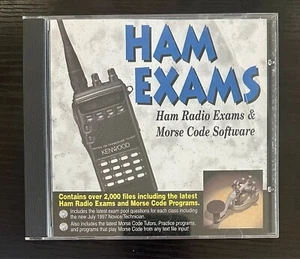 HAM
EXAMS
Ham Radio Exams &
Morse Code Software
KENWOOD
Contains over 2,000 files including the latest
Ham Radio Exams and Morse Code Programs.
Includes the latest exam pool questions for each class including
the new July 1997 Novice/Technician.
Also includes the latest Morse Code Tutors, Practice programs,
and programs that play Morse Code from any text file input!